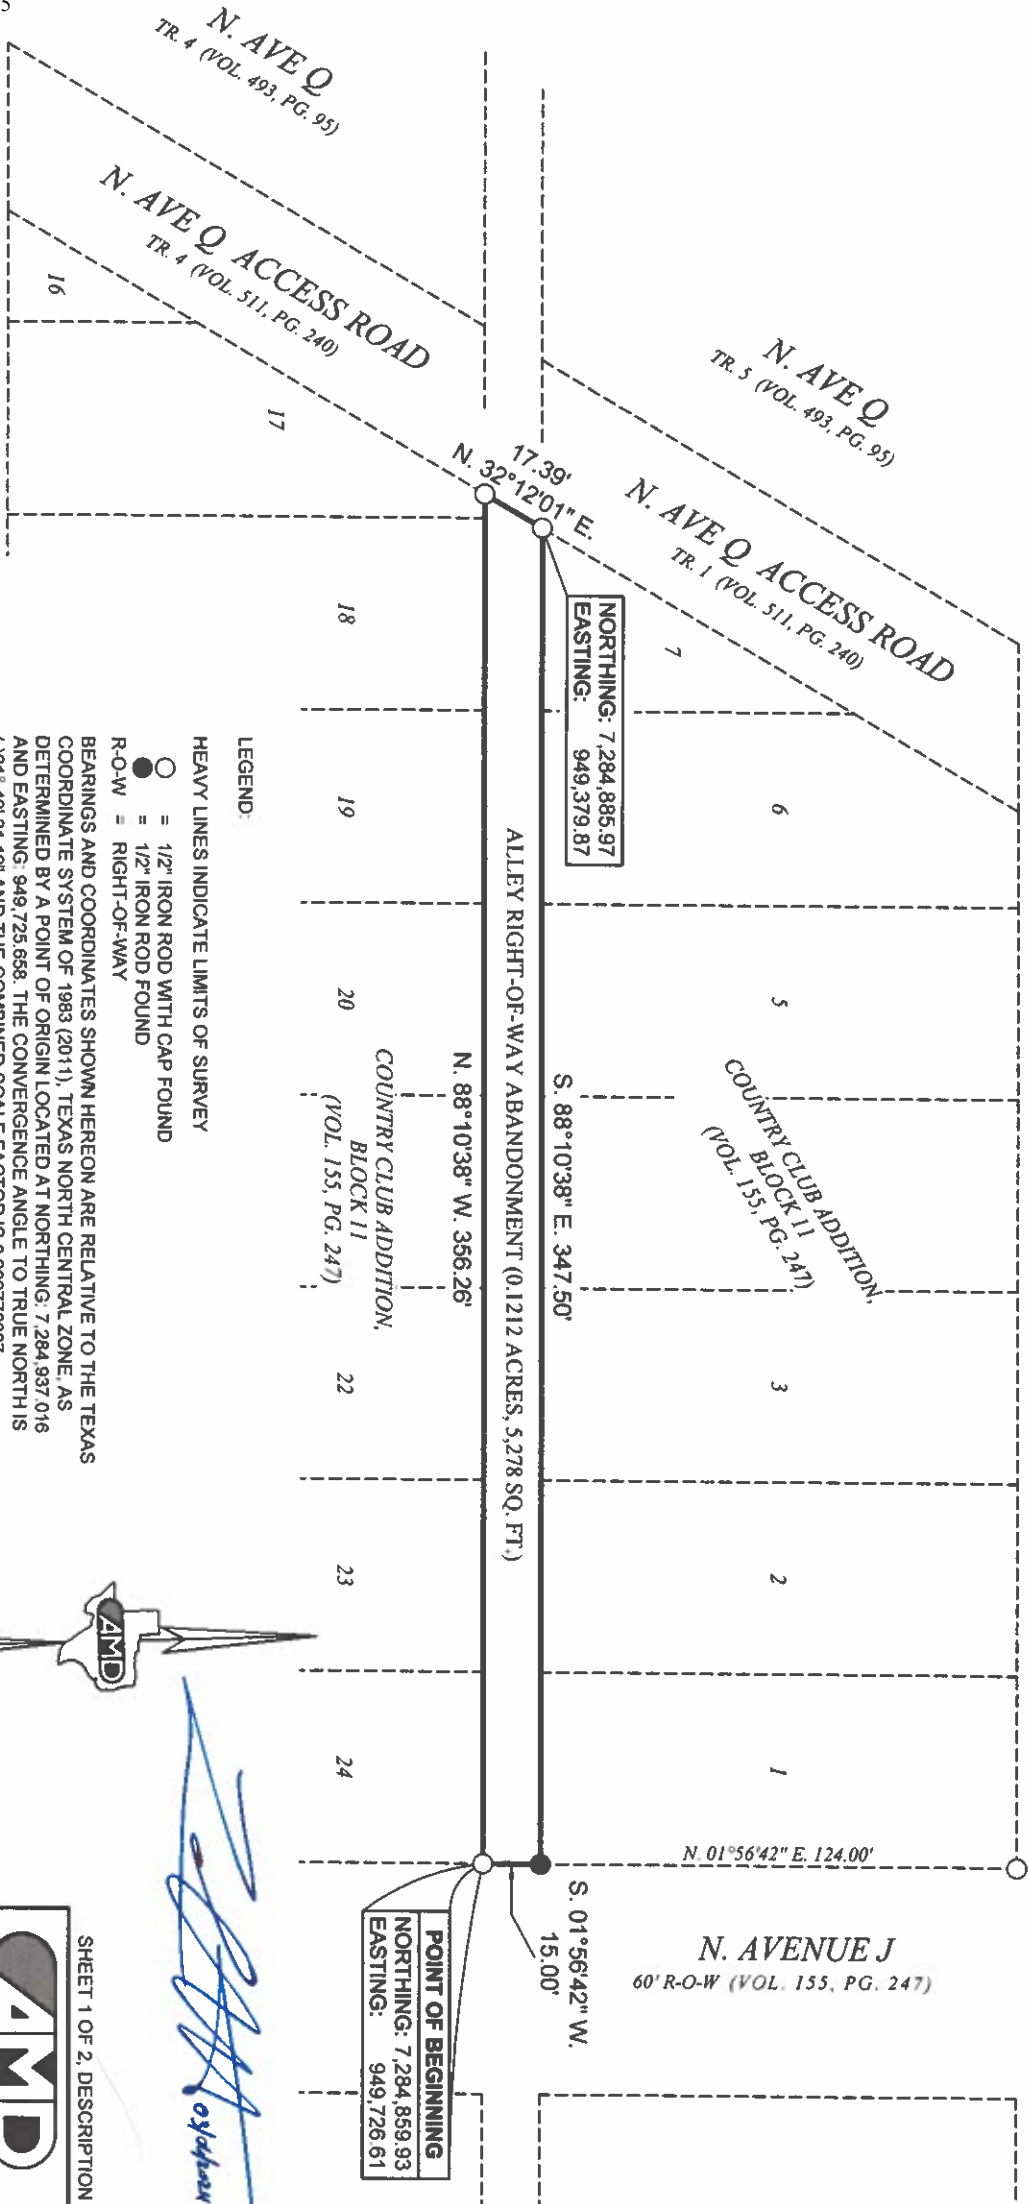 5
N. AVE Q
TR. 4 (VOL. 493, PG. 95)
N. AVE Q ACCESS ROAD
TR. 4 (VOL. 511, PG. 240)
N. AVE Q
TR. 5 (VOL. 493, PG. 95)
N. AVE Q ACCESS ROAD
TR. 1 (VOL. 511, PG. 240)
16
17
17.39'
N. 32°12'01" E.
NORTHING: 7,284,885.97
EASTING: 949,379.87
7
6
5
3
2
1
COUNTRY CLUB ADDITION,
BLOCK 11
(VOL. 155, PG. 247)
S. 88°10'38" E. 347.50'
ALLEY RIGHT-OF-WAY ABANDONMENT (0.1212 ACRES, 5,278 SQ. FT.)
N. 88°10'38" W. 356.26'
COUNTRY CLUB ADDITION,
BLOCK 11
(VOL. 155, PG. 247)
18
19
20
22
23
24
N. 01°56'42" E. 124.00'
N. AVENUE J
60' R-O-W (VOL. 155, PG. 247)
S. 01°56'42" W.
15.00'
POINT OF BEGINNING
NORTHING: 7,284,859.93
EASTING: 949,726.61
LEGEND:
HEAVY LINES INDICATE LIMITS OF SURVEY
= 1/2" IRON ROD WITH CAP FOUND
= 1/2" IRON ROD FOUND
R-O-W = RIGHT-OF-WAY
BEARINGS AND COORDINATES SHOWN HEREON ARE RELATIVE TO THE TEXAS
COORDINATE SYSTEM OF 1983 (2011), TEXAS NORTH CENTRAL ZONE, AS
DETERMINED BY A POINT OF ORIGIN LOCATED AT NORTHING: 7,284,937.016
AND EASTING: 949,725.658. THE CONVERGENCE ANGLE TO TRUE NORTH IS
AND THE COMBINED SCALE FACTOR IS
AMD
SHEET 1 OF 2, DESCRIPTION
AMD